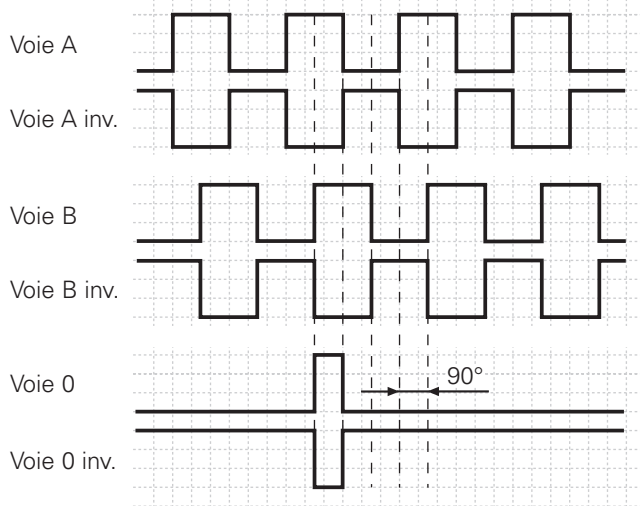 Voie A
Voie A inv.
Voie B
Voie B inv.
Voie 0
90°
Voie 0 inv.